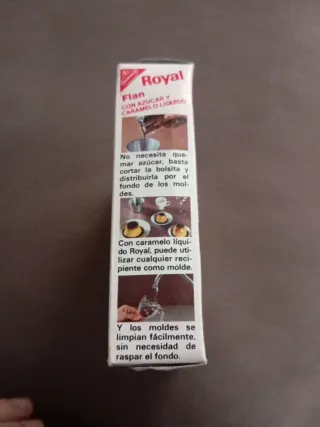 Royal
Flan
CON AZUCAR Y
CARAMELO LIQUIDO
No necesita que-
mar azúcar, basta
cortar la bolsita y
distribuirla por el
fondo de los mol-
des.
Con caramelo líqui-
do Royal, puede uti-
lizar cualquier reci-
piente como molde.
Y los moldes se
limpian fácilmente,
sin necesidad de
raspar el fondo.